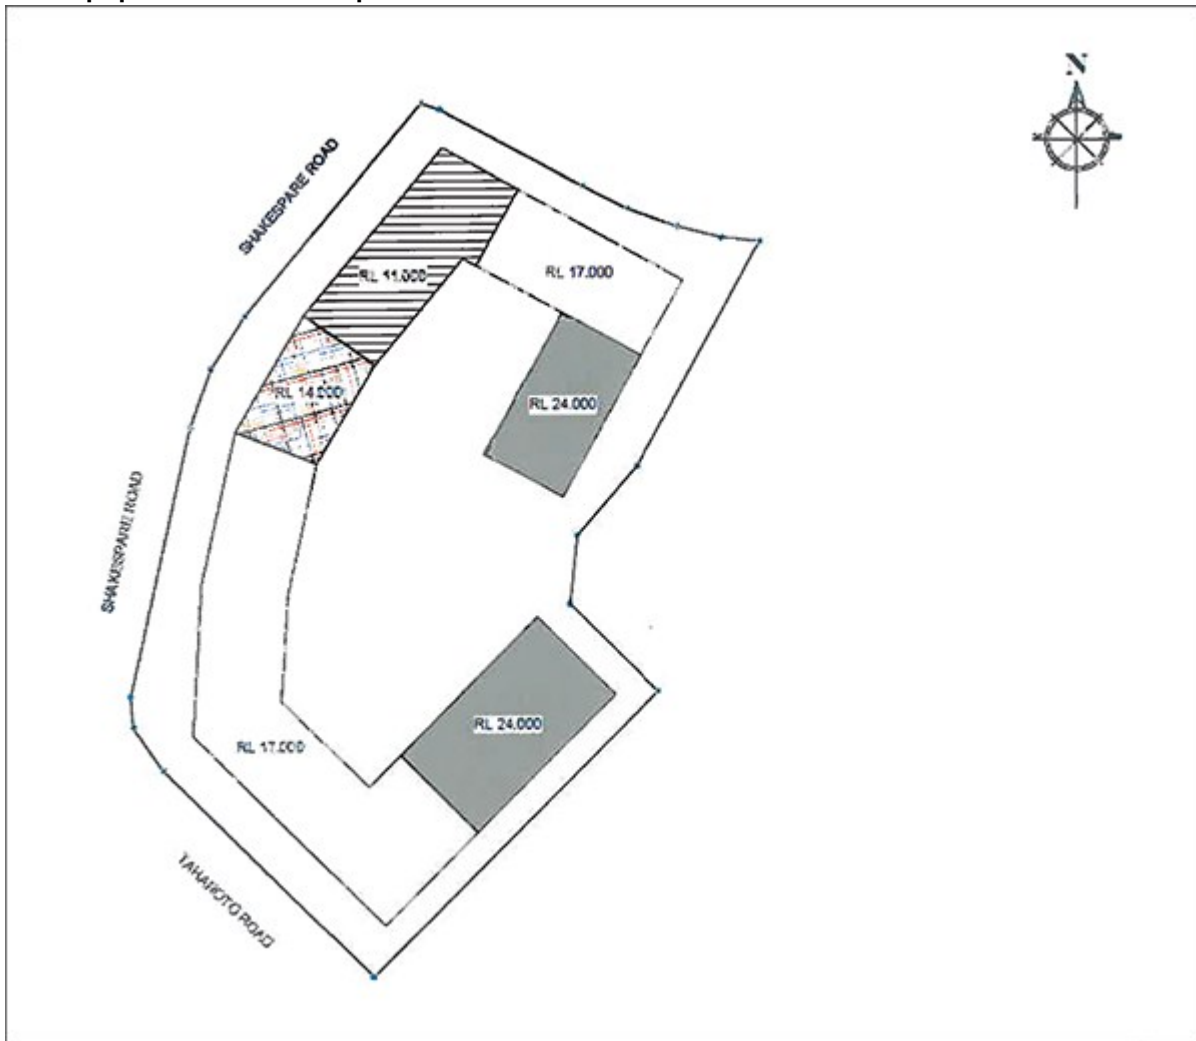 N
SHAKESPARE ROAD
RL 11.000
RL 17.000
RL 14.000
RL 24.000
SHAKESPARE ROAD
RL 24.000
RL 17.000
TAHAROTO ROAD